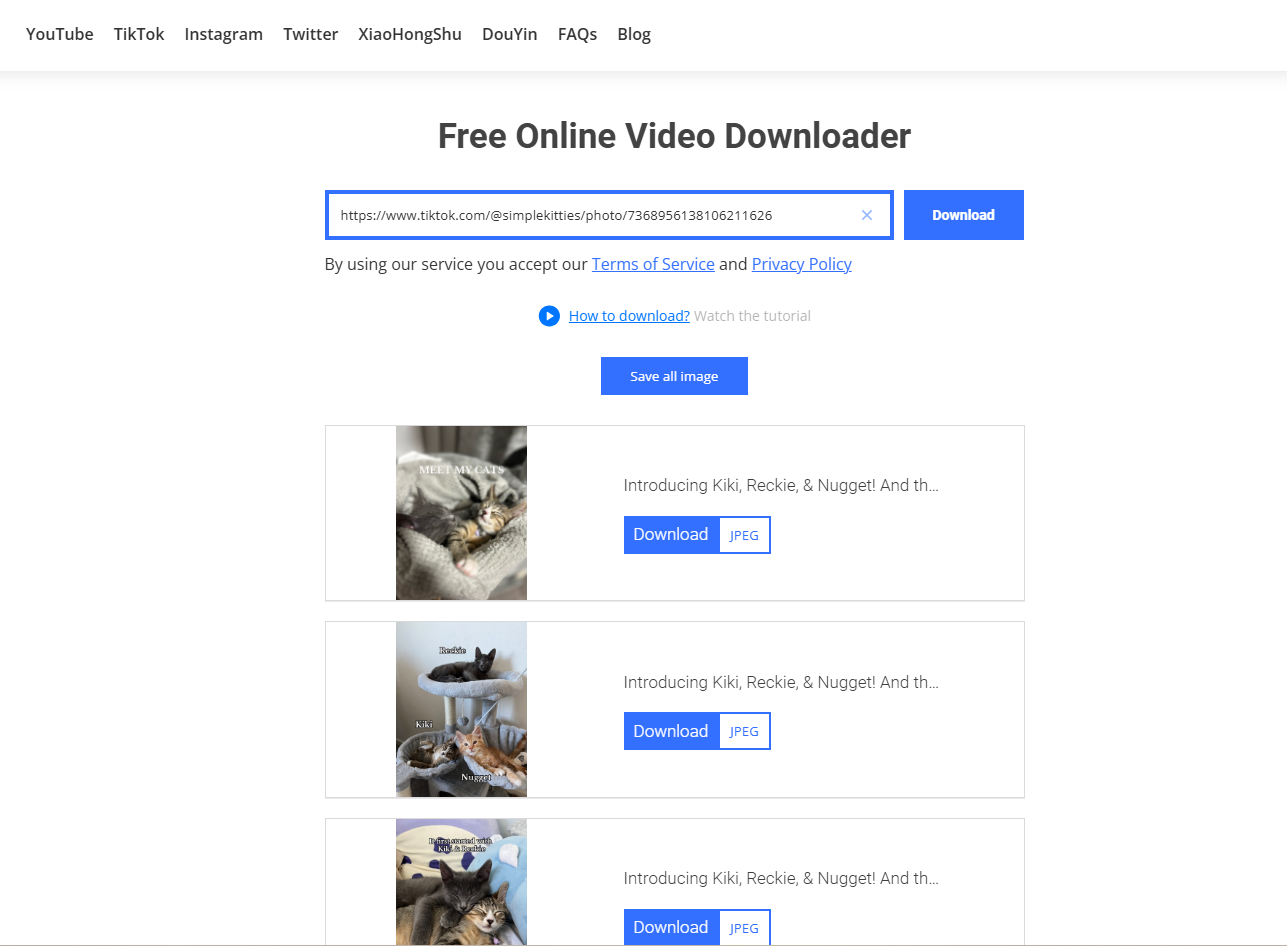 YouTube TikTok Instagram Twitter XiaoHongShu DouYin FAQs Blog
Free Online Video Downloader
https://www.tiktok.com/@simplekitties/photo/7368956138106211626 Download
By using our service you accept our Terms of Service and Privacy Policy
How to download? Watch the tutorial
Save all image
MEET MY CATS
Introducing Kiki, Reckie, & Nugget! And th...
Download JPEG
Reckie
Kiki
Nugget
Introducing Kiki, Reckie, & Nugget! And th...
Download JPEG
It first started with
Kiki & Reckie
Introducing Kiki, Reckie, & Nugget! And th...
Download JPEG